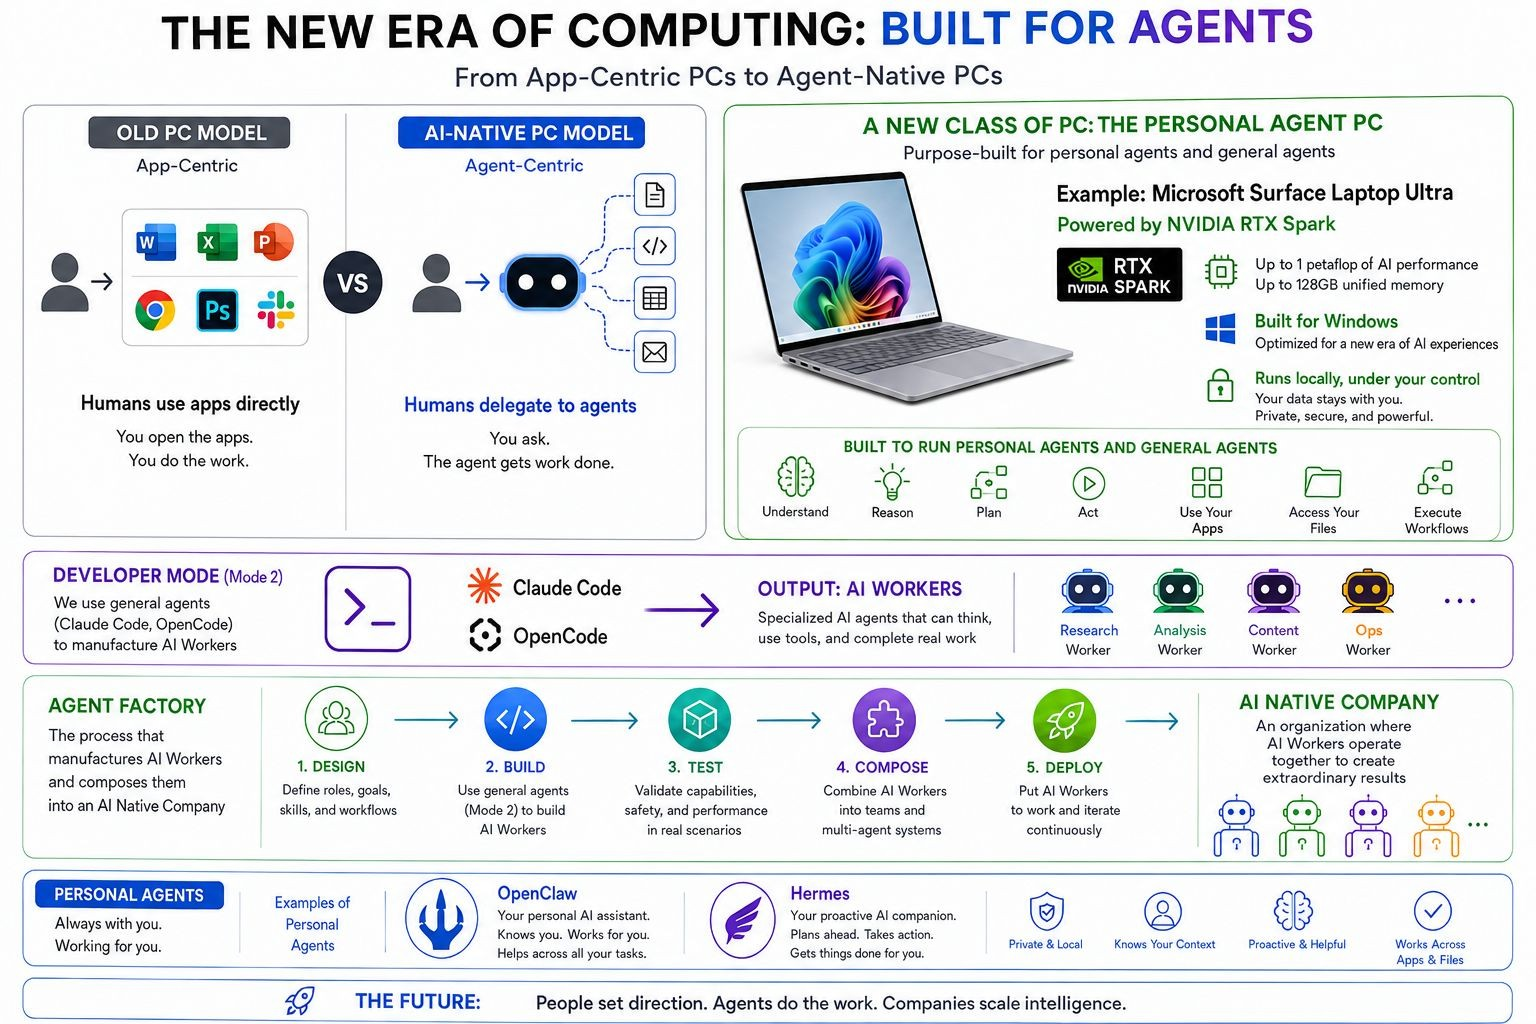 THE NEW ERA OF COMPUTING: BUILT FOR AGENTS
From App-Centric PCs to Agent-Native PCs
OLD PC MODEL
App-Centric
W
X
P
Ps
Humans use apps directly
You open the apps.
You do the work.
VS
AI-NATIVE PC MODEL
Agent-Centric
</>
Humans delegate to agents
You ask.
The agent gets work done.
A NEW CLASS OF PC: THE PERSONAL AGENT PC
Purpose-built for personal agents and general agents
Example: Microsoft Surface Laptop Ultra
Powered by NVIDIA RTX Spark
NVIDIA
RTX
SPARK
Up to 1 petaflop of AI performance
Up to 128GB unified memory
Built for Windows
Optimized for a new era of AI experiences
Runs locally, under your control
Your data stays with you.
Private, secure, and powerful.
BUILT TO RUN PERSONAL AGENTS AND GENERAL AGENTS
Understand
Reason
Plan
Act
Use Your
Apps
Access Your
Files
Execute
Workflows
DEVELOPER MODE (Mode 2)
We use general agents
(Claude Code, OpenCode)
to manufacture AI Workers
>_
Claude Code
OpenCode
OUTPUT: AI WORKERS
Specialized AI agents that can think,
use tools, and complete real work
Research
Worker
Analysis
Worker
Content
Worker
Ops
Worker
...
AGENT FACTORY
The process that
manufactures AI Workers
and composes them
into an AI Native Company
1. DESIGN
Define roles, goals,
skills, and workflows
</>
2. BUILD
Use general agents
(Mode 2) to build
AI Workers
3. TEST
Validate capabilities,
safety, and performance
in real scenarios
4. COMPOSE
Combine AI Workers
into teams and
multi-agent systems
5. DEPLOY
Put AI Workers
to work and iterate
continuously
AI NATIVE COMPANY
An organization where
AI Workers operate
together to create
extraordinary results
...
PERSONAL AGENTS
Always with you.
Working for you.
Examples of
Personal
Agents
OpenClaw
Your personal AI assistant.
Knows you. Works for you.
Helps across all your tasks.
Hermes
Your proactive AI companion.
Plans ahead. Takes action.
Gets things done for you.
Private & Local
Knows Your Context
Proactive & Helpful
Works Across
Apps & Files
THE FUTURE: People set direction. Agents do the work. Companies scale intelligence.